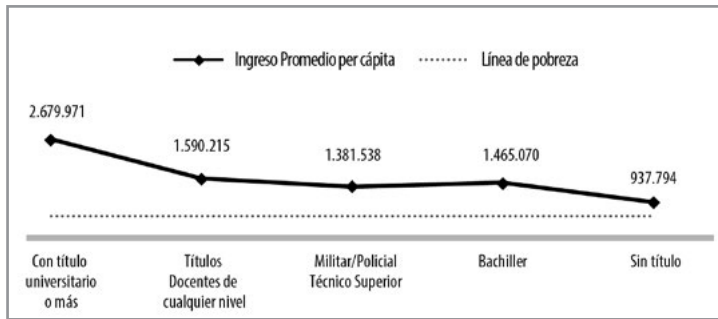 Ingreso Promedio per cápita
Línea de pobreza
2.679.971
1.590.215
1.381.538
1.465.070
937.794
Con título
universitario
o más
Títulos
Docentes de
cualquier nivel
Militar/Policial
Técnico Superior
Bachiller
Sin título